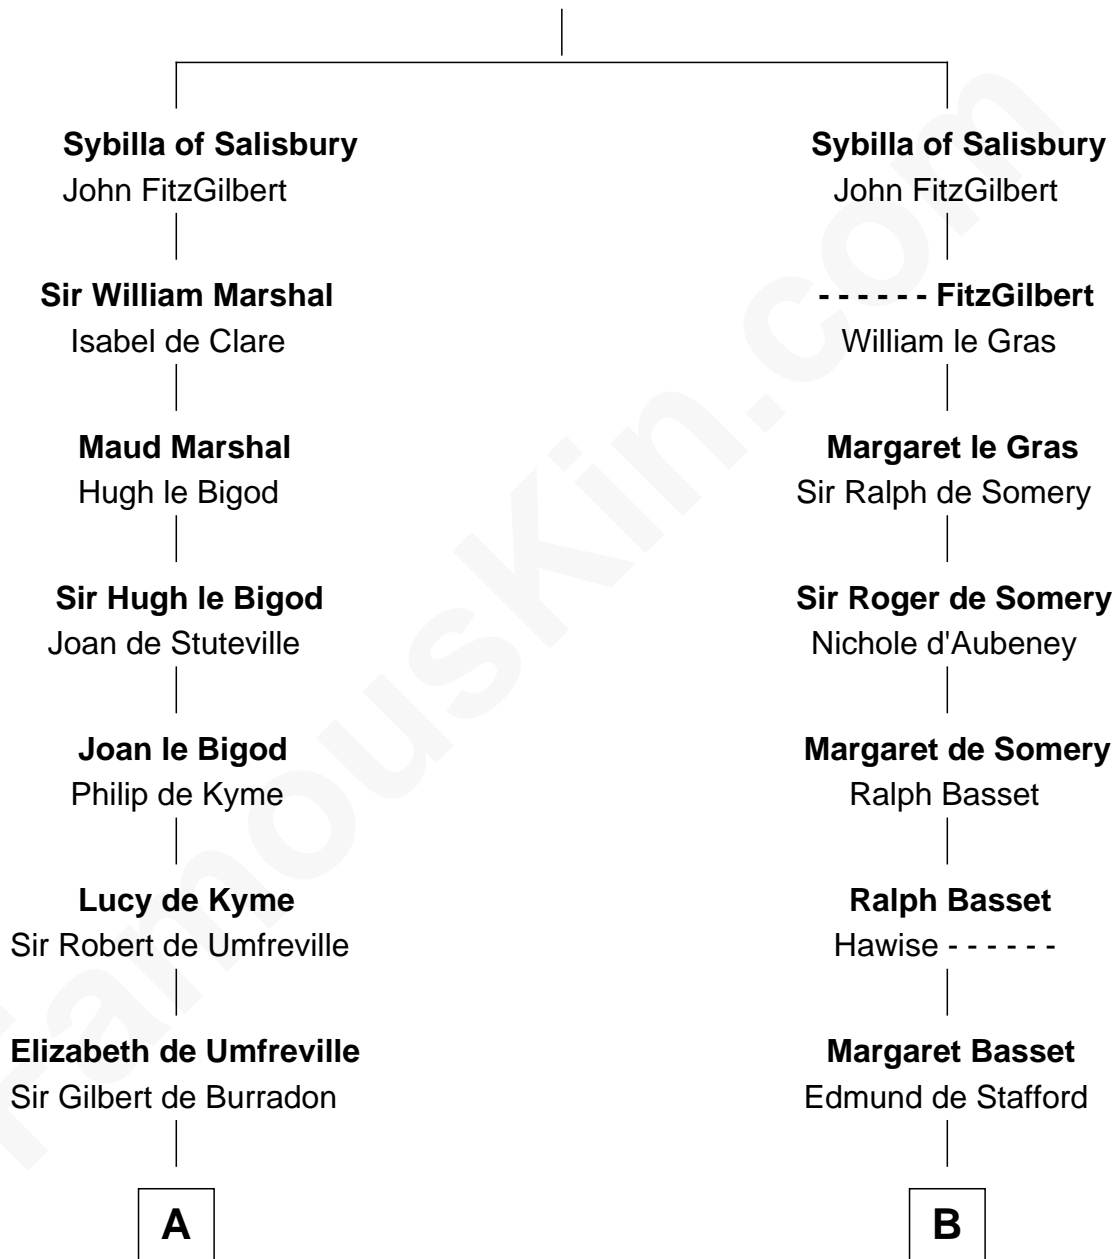 Sybilla of Salisbury
John FitzGilbert
Sir William Marshal
Isabel de Clare
Maud Marshal
Hugh le Bigod
Sir Hugh le Bigod
Joan de Stuteville
Joan le Bigod
Philip de Kyme
Lucy de Kyme
Sir Robert de Umfreville
Elizabeth de Umfreville
Sir Gilbert de Burradon
A
Sybilla of Salisbury
John FitzGilbert
- - - - - - FitzGilbert
William le Gras
Margaret le Gras
Sir Ralph de Somery
Sir Roger de Somery
Nichole d'Aubeney
Margaret de Somery
Ralph Basset
Ralph Basset
Hawise - - - - - -
Margaret Basset
Edmund de Stafford
B
FamousKin.com